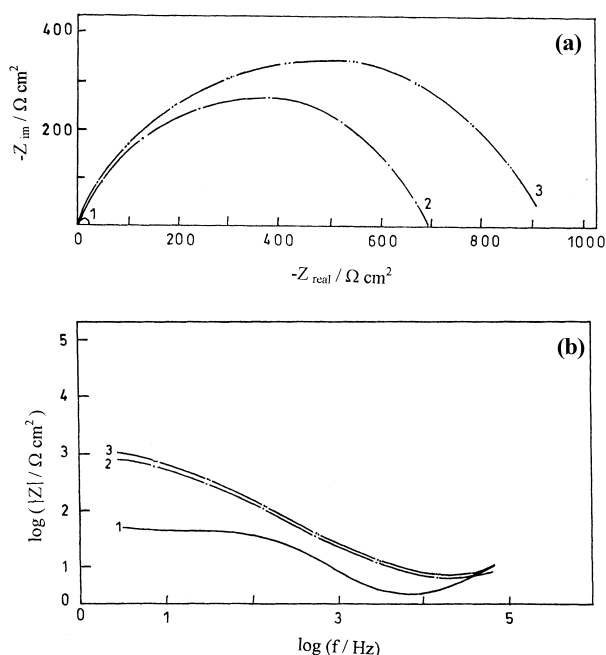 (a)
400
200
-Z im / Ω cm²
1
2
3
0 200 400 600 800 1000
-Z real / Ω cm²
(b)
5
4
3
2
1
0
log (|Z| / Ω cm²)
3
2
1
0 1 3 5
log (f / Hz)